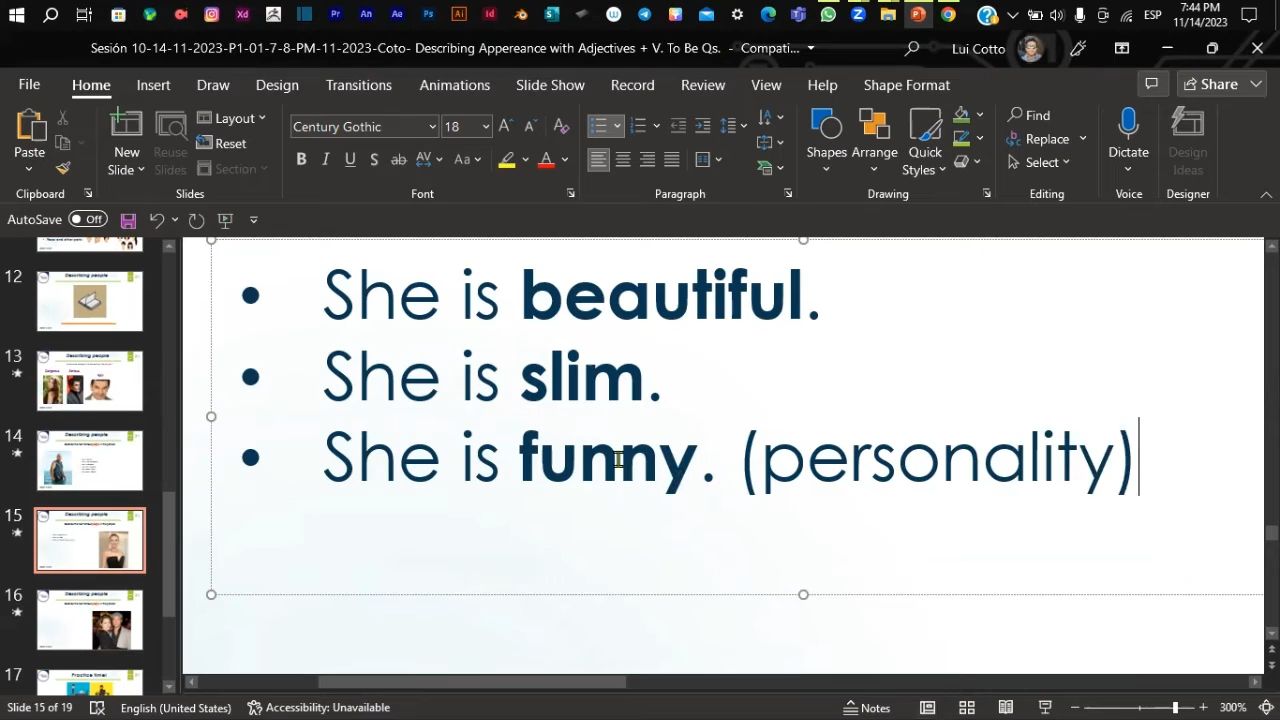 7:44 PM
ESP
11/14/2023
Sesión 10-14-11-2023-P1-01-7-8-PM-11-2023-Coto- Describing Appereance with Adjectives + V. To Be Qs. - Compati...
Lui Cotto
File Home Insert Draw Design Transitions Animations Slide Show Record Review View Help Shape Format Share
Paste
New Slide
Reuse Slides
Layout
Reset
Section
Century Gothic 18
Shapes Arrange Quick Styles
Find
Replace
Select
Dictate
Design Ideas
Clipboard Slides Font Paragraph Drawing Editing Voice Designer
AutoSave Off
• She is beautiful.
• She is slim.
• She is funny. (personality)
12
Describing people
13
Describing people
14
Describing people
15
Describing people
16
Describing people
17
Practice time!
Slide 15 of 19 English (United States) Accessibility: Unavailable Notes 300%